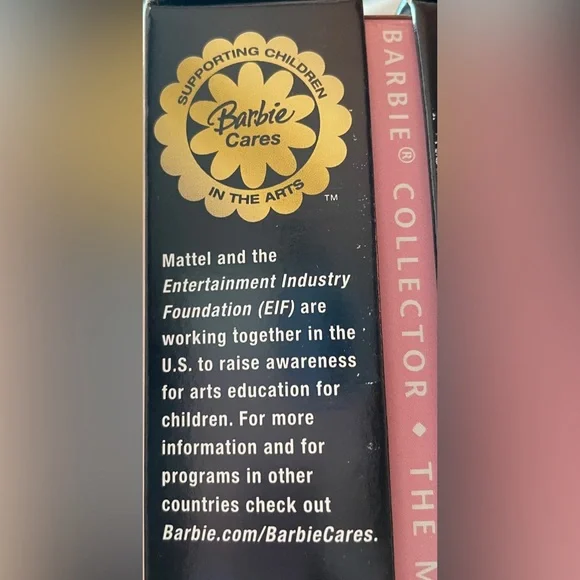 SUPPORTING CHILDREN
Barbie
Cares
IN THE ARTS
TM
Mattel and the
Entertainment Industry
Foundation (EIF) are
working together in the
U.S. to raise awareness
for arts education for
children. For more
information and for
programs in other
countries check out
Barbie.com/BarbieCares.
BARBIE® COLLECTOR ◆ THE